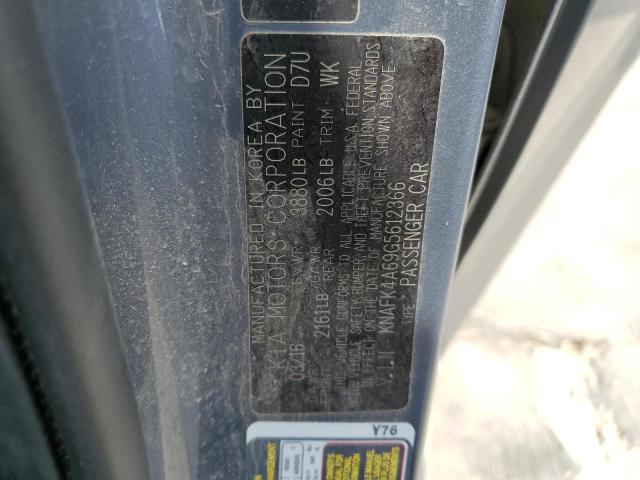 MANUFACTURED IN KOREA BY
KIA MOTORS CORPORATION
03/16 3880LB PAINT D7U
2161LB REAR 2006LB TRIM: WK
THIS VEHICLE CONFORMS TO ALL APPLICABLE USA FEDERAL
MOTOR VEHICLE SAFETY, BUMPER, AND THEFT PREVENTION STANDARDS
IN EFFECT ON THE DATE OF MANUFACTURE SHOWN ABOVE
V.I.N KNAFK4A69G5612366
TYPE: PASSENGER CAR
Y76